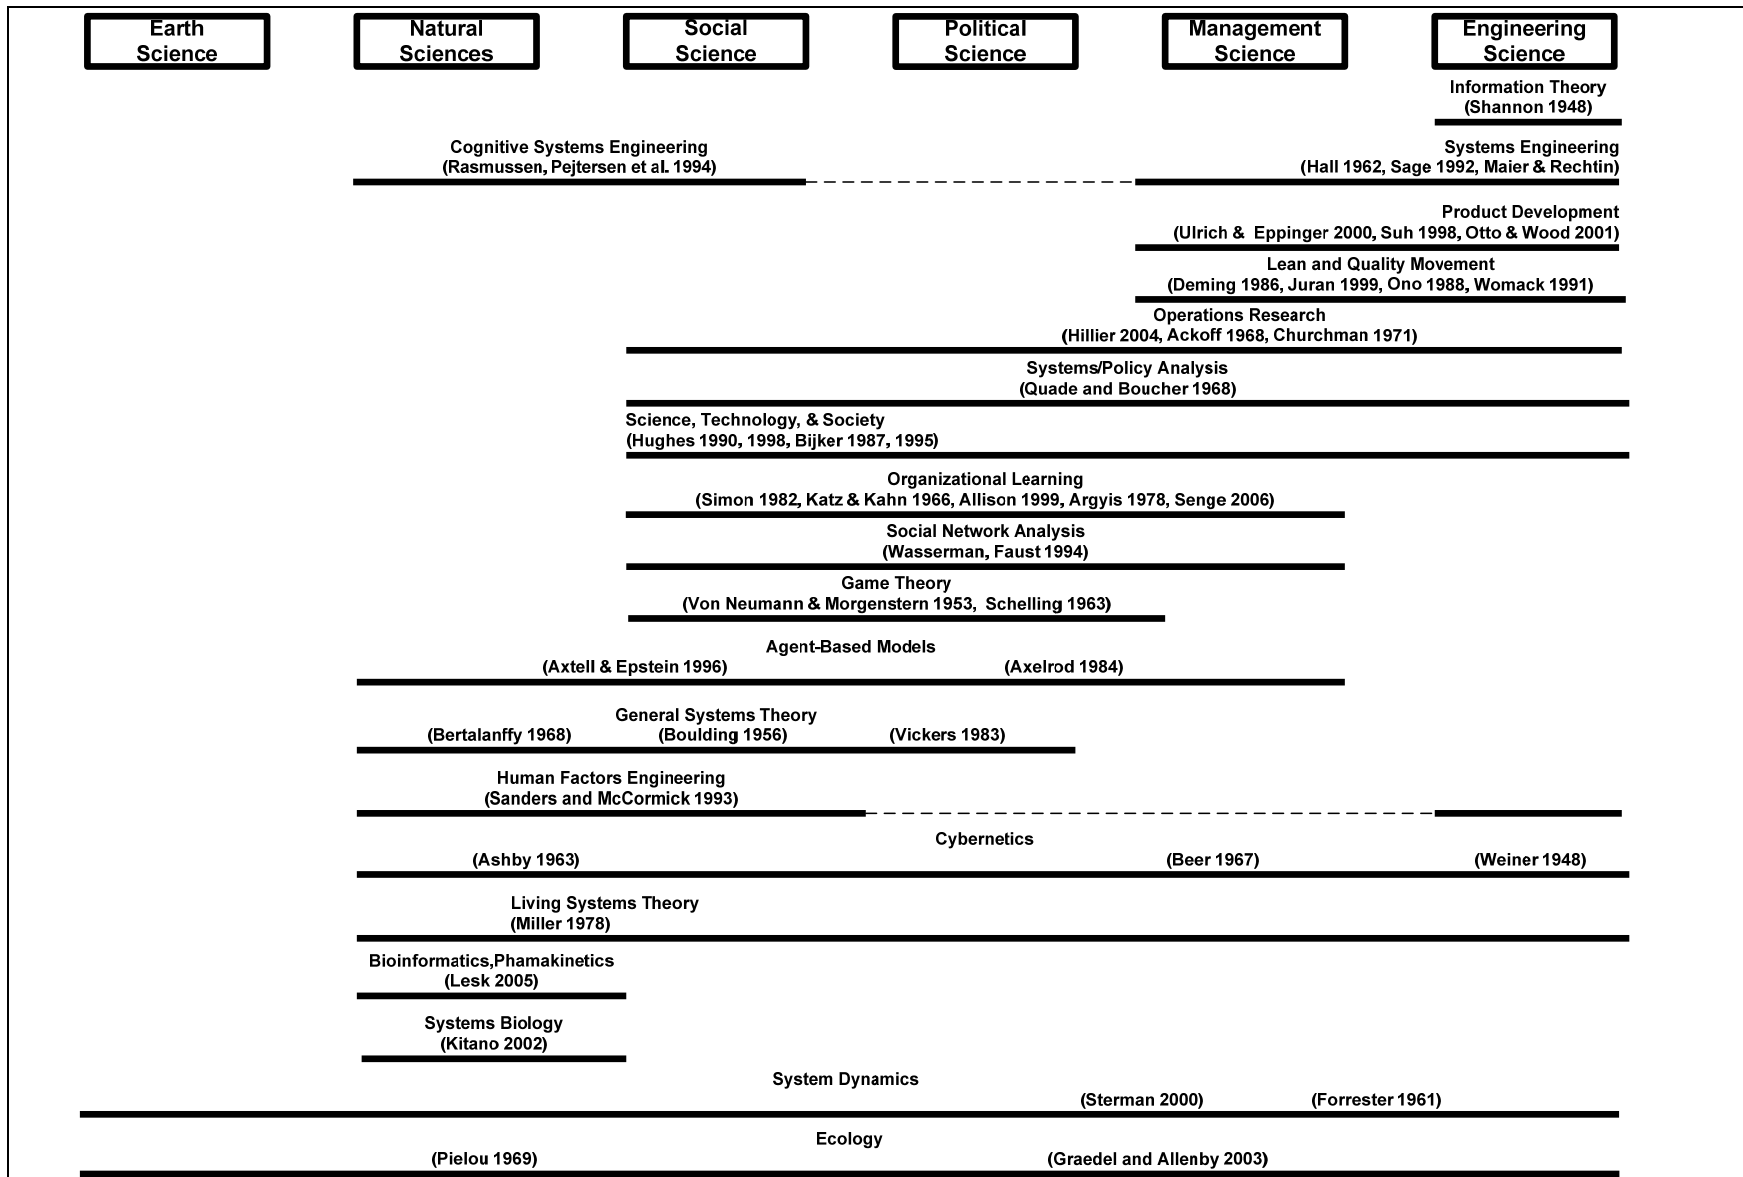 Earth
Science
Natural
Sciences
Social
Science
Political
Science
Management
Science
Engineering
Science
Information Theory
(Shannon 1948)
Cognitive Systems Engineering
(Rasmussen, Pejtersen et al. 1994)
Systems Engineering
(Hall 1962, Sage 1992, Maier & Rechtin)
Product Development
(Ulrich & Eppinger 2000, Suh 1998, Otto & Wood 2001)
Lean and Quality Movement
(Deming 1986, Juran 1999, Ono 1988, Womack 1991)
Operations Research
(Hillier 2004, Ackoff 1968, Churchman 1971)
Systems/Policy Analysis
(Quade and Boucher 1968)
Science, Technology, & Society
(Hughes 1990, 1998, Bijker 1987, 1995)
Organizational Learning
(Simon 1982, Katz & Kahn 1966, Allison 1999, Argyis 1978, Senge 2006)
Social Network Analysis
(Wasserman, Faust 1994)
Game Theory
(Von Neumann & Morgenstern 1953, Schelling 1963)
Agent-Based Models
(Axtell & Epstein 1996) (Axelrod 1984)
General Systems Theory
(Bertalanffy 1968) (Boulding 1956) (Vickers 1983)
Human Factors Engineering
(Sanders and McCormick 1993)
Cybernetics
(Ashby 1963) (Beer 1967) (Weiner 1948)
Living Systems Theory
(Miller 1978)
Bioinformatics,Phamakinetics
(Lesk 2005)
Systems Biology
(Kitano 2002)
System Dynamics
(Sterman 2000) (Forrester 1961)
Ecology
(Pielou 1969) (Graedel and Allenby 2003)